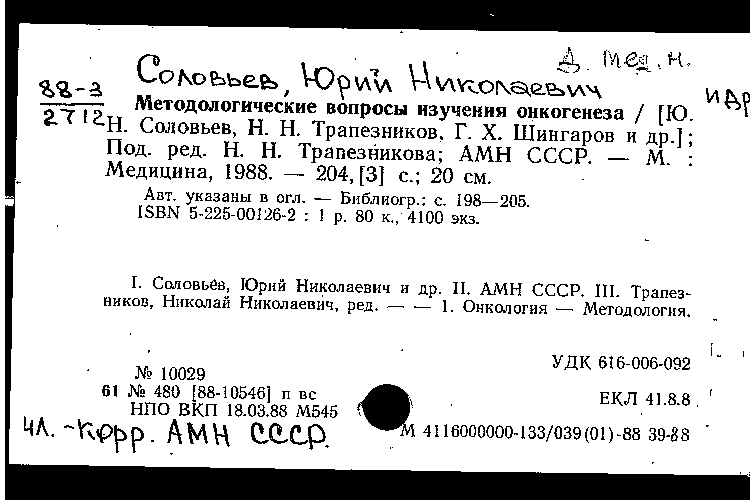 Д. мед. н.
Соловьев, Юрий Николаевич
и др
88-3
2712
Методологические вопросы изучения онкогенеза / [Ю.
Н. Соловьев, Н. Н. Трапезников, Г. Х. Шингаров и др.];
Под. ред. Н. Н. Трапезникова; АМН СССР. — М. :
Медицина, 1988. — 204, [3] с.; 20 см.
Авт. указаны в огл. — Библиогр.: с. 198—205.
ISBN 5-225-00126-2 : 1 р. 80 к., 4100 экз.
I. Соловьёв, Юрий Николаевич и др. II. АМН СССР. III. Трапез-
ников, Николай Николаевич, ред. — — 1. Онкология — Методология.
УДК 616-006-092
№ 10029
61 № 480 [88-10546] п вс
ЕКЛ 41.8.8
НПО ВКП 18.03.88 М545
чл.-корр. АМН СССР.
М 4116000000-133/039(01)-88 39-88